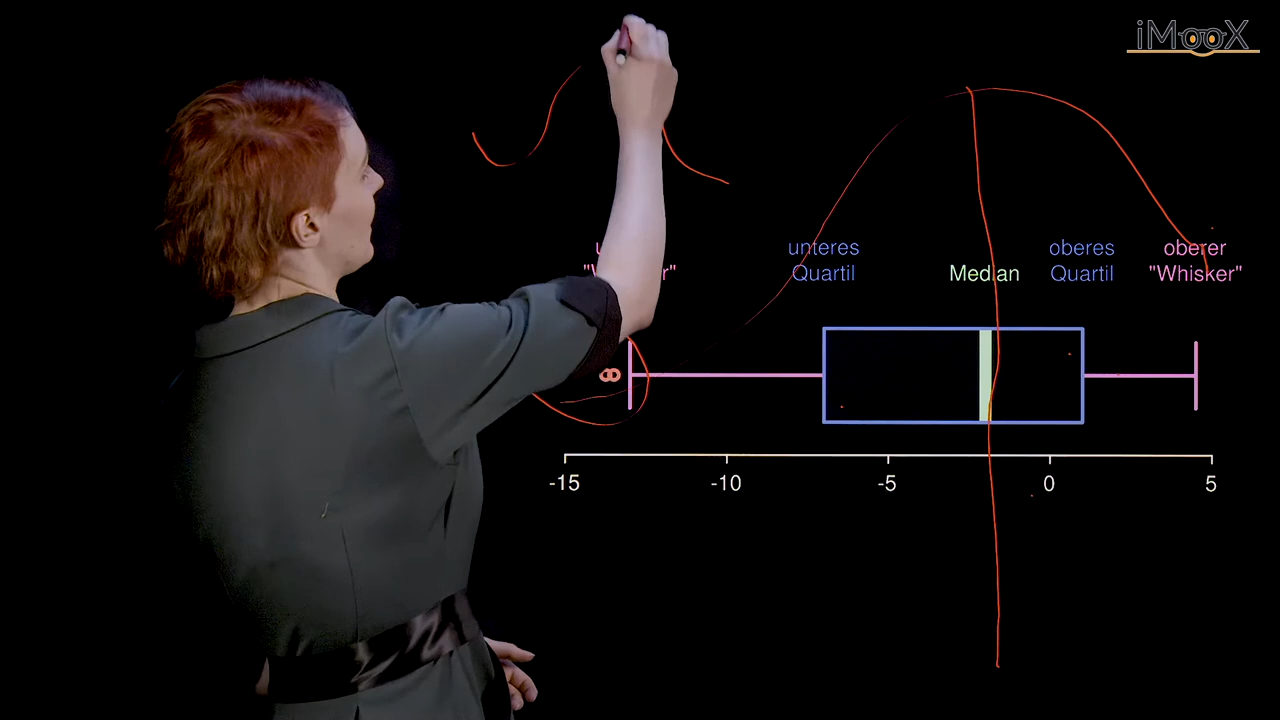 iMooX
unteres
Quartil
Median
oberes
Quartil
oberer
"Whisker"
-15
-10
-5
0
5